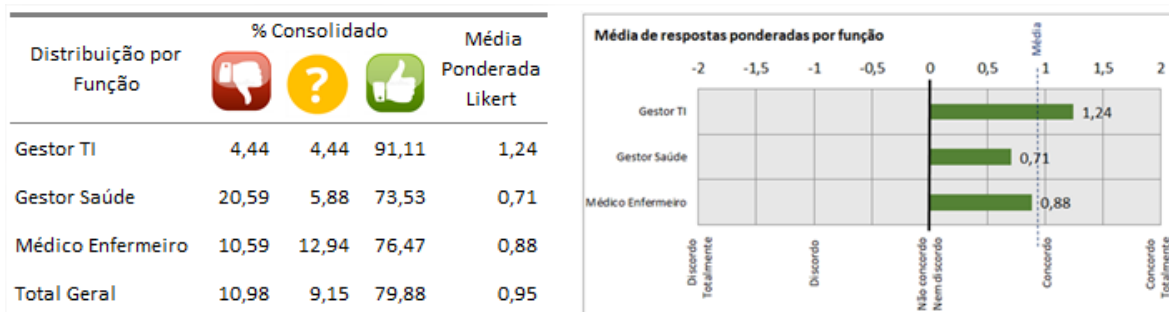 Distribuição por Função
% Consolidado
Média Ponderada Likert
?
Gestor TI 4,44 4,44 91,11 1,24
Gestor Saúde 20,59 5,88 73,53 0,71
Médico Enfermeiro 10,59 12,94 76,47 0,88
Total Geral 10,98 9,15 79,88 0,95
Média de respostas ponderadas por função
Média
-2 -1,5 -1 -0,5 0 0,5 1 1,5 2
Gestor TI 1,24
Gestor Saúde 0,71
Médico Enfermeiro 0,88
Discordo Totalmente
Discordo
Não concordo Nem discordo
Concordo
Concordo Totalmente